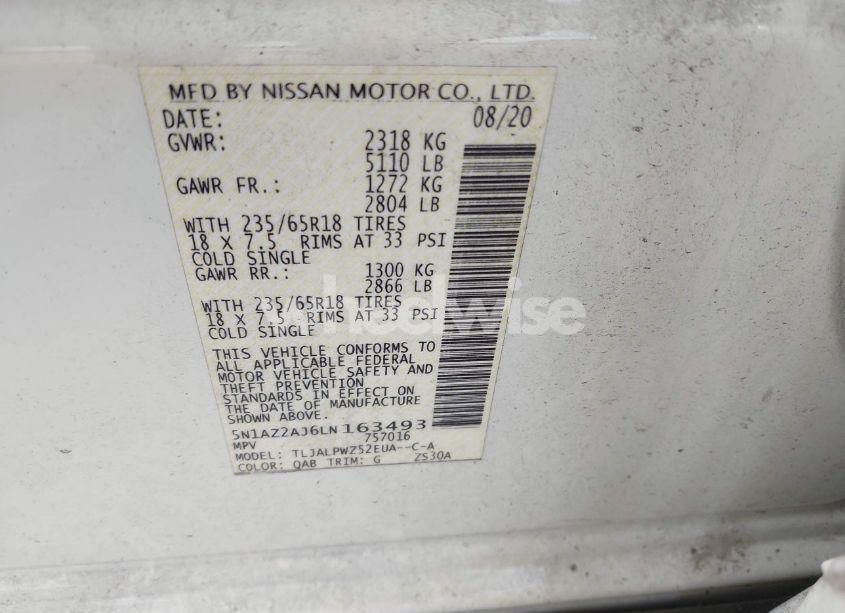 MFD BY NISSAN MOTOR CO., LTD.
DATE: 08/20
GVWR: 2318 KG
5110 LB
GAWR FR.: 1272 KG
2804 LB
WITH 235/65R18 TIRES
18 X 7.5 RIMS AT 33 PSI
COLD SINGLE
GAWR RR.: 1300 KG
2866 LB
WITH 235/65R18 TIRES
18 X 7.5 RIMS AT 33 PSI
COLD SINGLE
wheelwise
THIS VEHICLE CONFORMS TO
ALL APPLICABLE FEDERAL
MOTOR VEHICLE SAFETY AND
THEFT PREVENTION
STANDARDS IN EFFECT ON
THE DATE OF MANUFACTURE
SHOWN ABOVE.
5N1AZ2AJ6LN 163493
MPV 757016
MODEL: TLJALPWZ52EUA--C-A
COLOR: QAB TRIM: G ZS30A